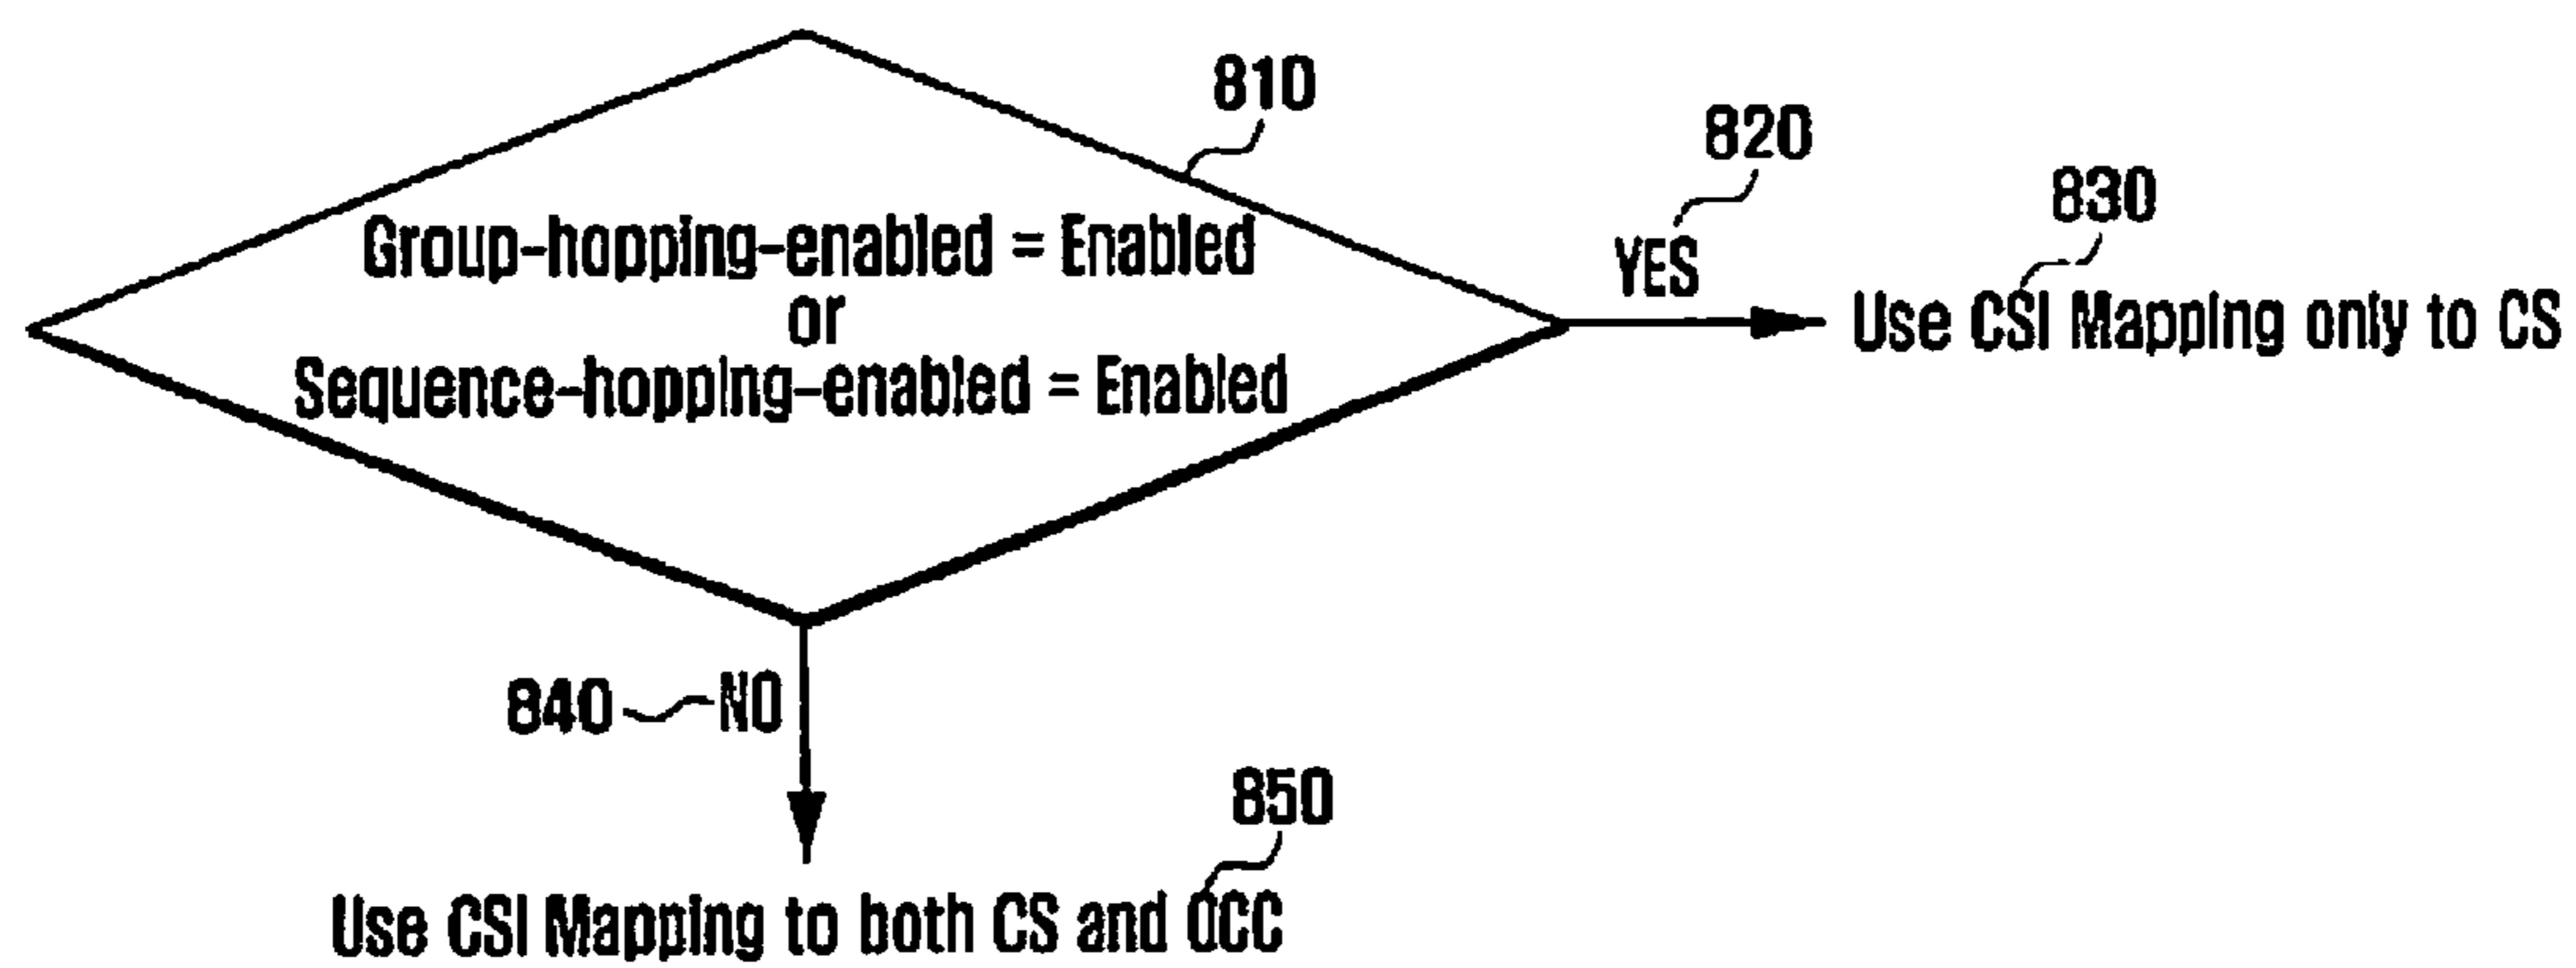 810
820
830
Group-hopping-enabled = Enabled
YES
or
Use CSI Mapping only to CS
Sequence-hopping-enabled = Enabled
840
NO
850
Use CSI Mapping to both CS and OCC